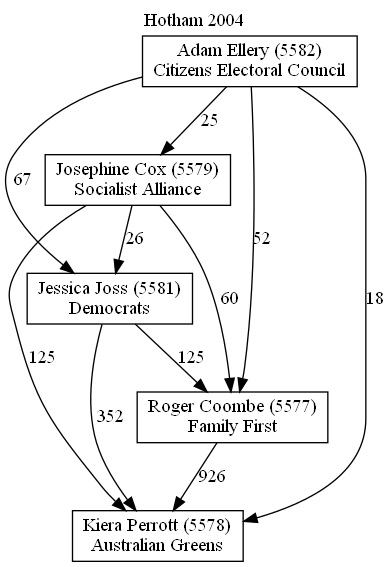 Hotham 2004
Adam Ellery (5582)
Citizens Electoral Council
25
Josephine Cox (5579)
Socialist Alliance
67
26
52
Jessica Joss (5581)
Democrats
60
18
125
125
352
Roger Coombe (5577)
Family First
926
Kiera Perrott (5578)
Australian Greens